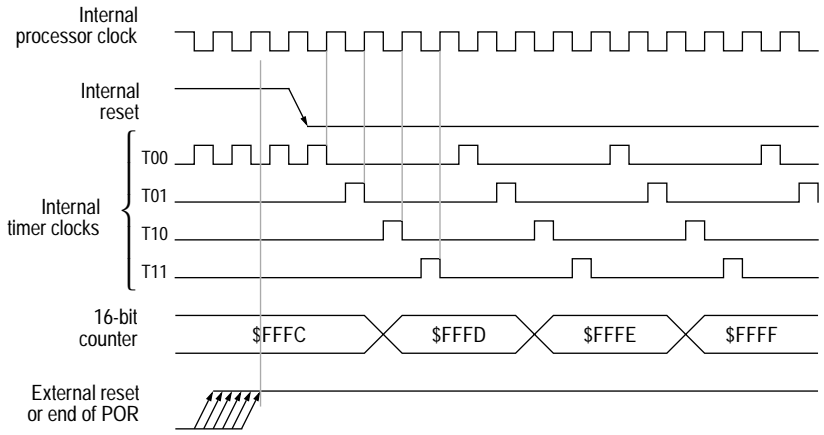 Internal
processor clock
Internal
reset
T00
T01
Internal
timer clocks
T10
T11
16-bit
counter
$FFFC
$FFFD
$FFFE
$FFFF
External reset
or end of POR